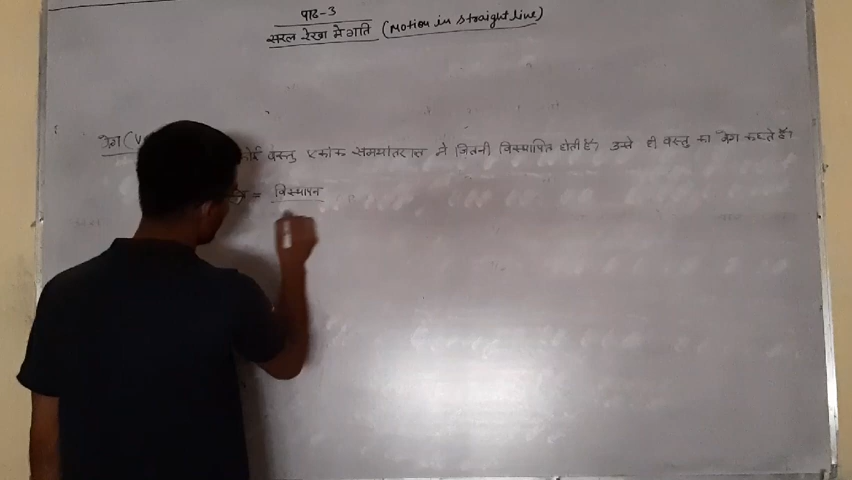 पाठ-3
सरल रेखा मे गति (Motion in straight line)
वेग (V कोई वस्तु एकांक समयांतराल मे जितनी विस्थापित होती है। उसे ही वस्तु का वेग कहते है।
= विस्थापन